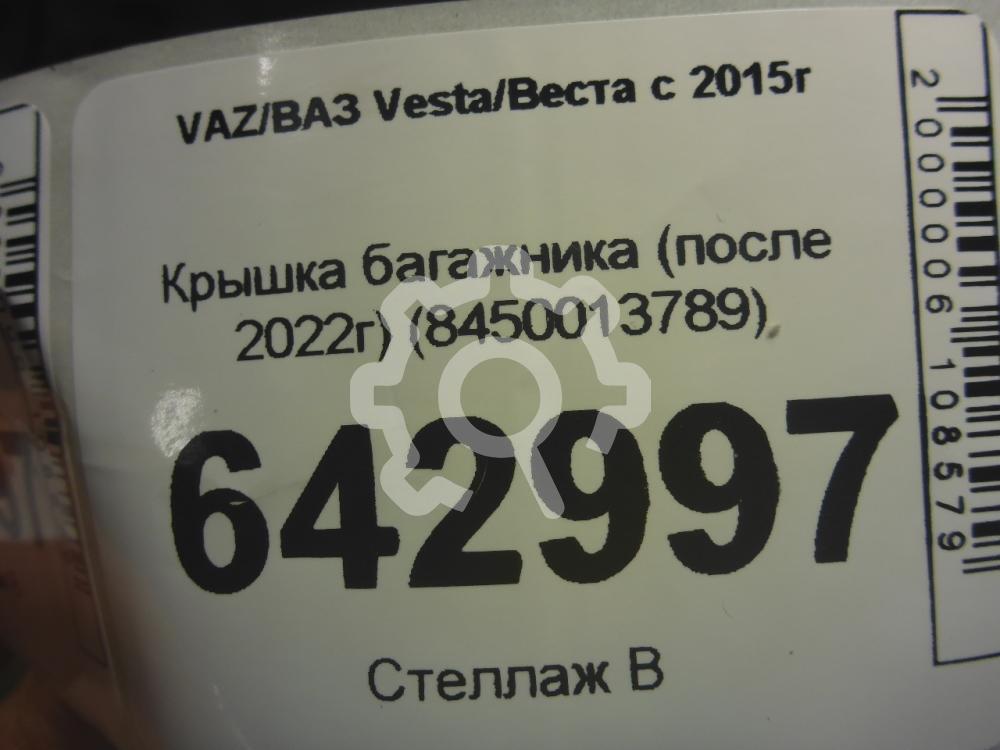 VAZ/ВАЗ Vesta/Веста с 2015г
Крышка багажника (после
2022г) (8450013789)
642997
Стеллаж В
2000006108579